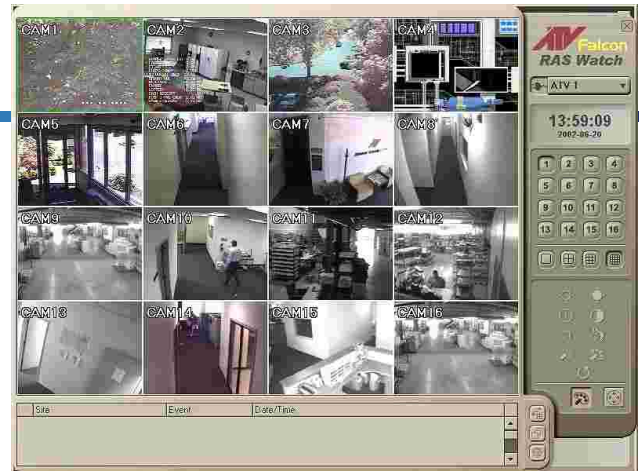 CAM1 CAM2 CAM3 CAM4
CAM5 CAM6 CAM7 CAM8
CAM9 CAM10 CAM11 CAM12
CAM13 CAM14 CAM15 CAM16
ATV
Falcon
RAS Watch
ATV 1
13:59:09
2002-06-20
1 2 3 4
5 6 7 8
9 10 11 12
13 14 15 16
Site Event Date/Time